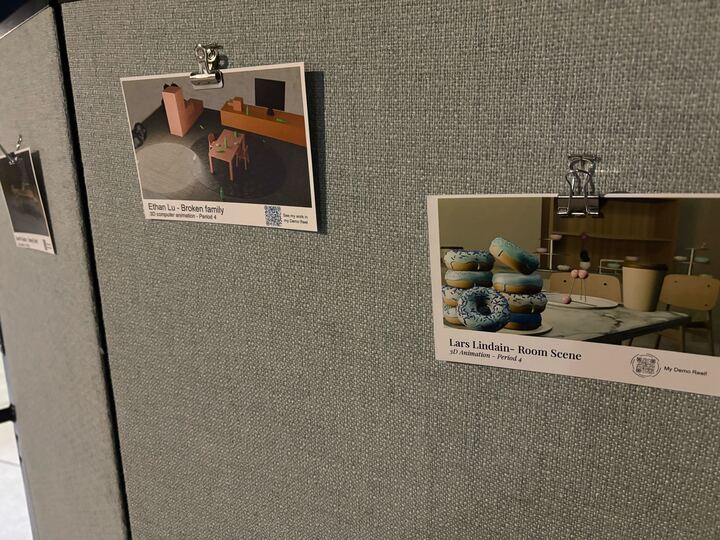 Ethan Lu - Broken family
3D computer animation - Period 4
See my work in
my Demo Reel
Lars Lindain- Room Scene
3D Animation - Period 4
My Demo Reel!